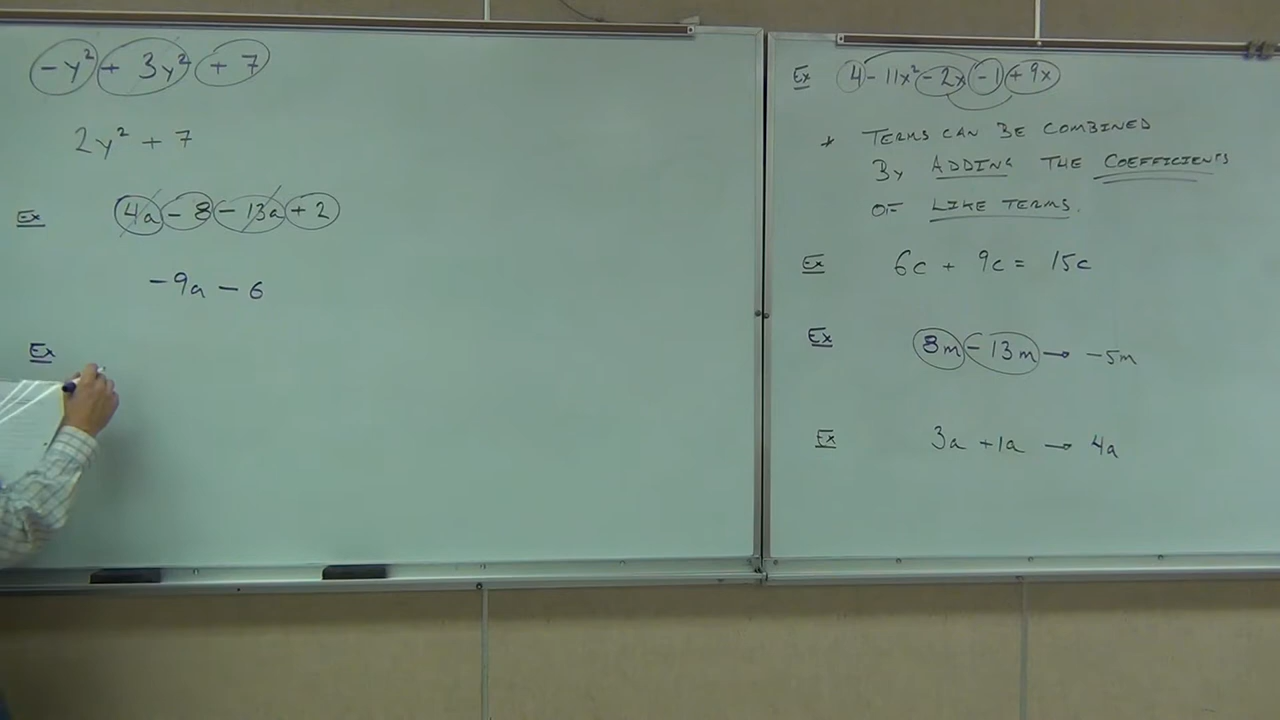 -y² + 3y² + 7
2y² + 7
Ex 4a - 8 - 13a + 2
-9a - 6
Ex
Ex 4 - 11x² - 2x - 1 + 9x
* TERMS CAN BE COMBINED
BY ADDING THE COEFFICIENTS
OF LIKE TERMS.
Ex 6c + 9c = 15c
Ex 8m - 13m → -5m
Ex 3a + 1a → 4a